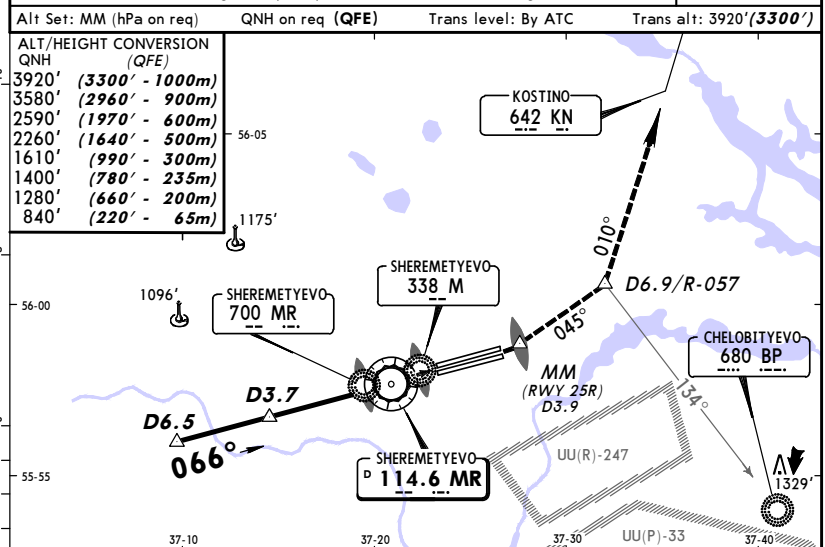 Alt Set: MM (hPa on req) QNH on req (QFE) Trans level: By ATC Trans alt: 3920'(3300')
ALT/HEIGHT CONVERSION
QNH (QFE)
3920' (3300' - 1000m)
3580' (2960' - 900m)
2590' (1970' - 600m)
2260' (1640' - 500m)
1610' (990' - 300m)
1400' (780' - 235m)
1280' (660' - 200m)
840' (220' - 65m)
56-05
KOSTINO
642 KN
1175'
010°
SHEREMETYEVO
338 M
D6.9/R-057
56-00
1096'
SHEREMETYEVO
700 MR
045°
CHELOBITYEVO
680 BP
MM
(RWY 25R)
D3.9
134°
D3.7
D6.5
066°
SHEREMETYEVO
D 114.6 MR
UU(R)-247
1329'
55-55
UU(P)-33
37-10
37-20
37-30
37-40